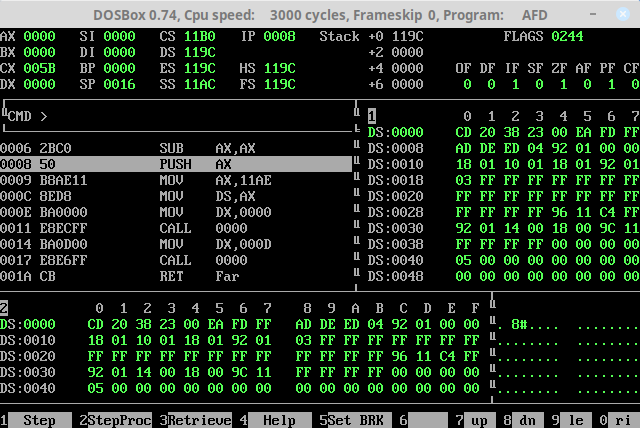 DOSBox 0.74, Cpu speed: 3000 cycles, Frameskip 0, Program: AFD
AX 0000 SI 0000 CS 11B0 IP 0008 Stack +0 119C FLAGS 0244
BX 0000 DI 0000 DS 119C +2 0000
CX 005B BP 0000 ES 119C HS 119C +4 0000 OF DF IF SF ZF AF PF CF
DX 0000 SP 0016 SS 11AC FS 119C +6 0000 0 0 1 0 1 0 1 0
CMD >
1 0 1 2 3 4 5 6 7
DS:0000 CD 20 38 23 00 EA FD FF
DS:0008 AD DE ED 04 92 01 00 00
DS:0010 18 01 10 01 18 01 92 01
DS:0018 03 FF FF FF FF FF FF FF
DS:0020 FF FF FF FF FF FF FF FF
DS:0028 FF FF FF FF 96 11 C4 FF
DS:0030 92 01 14 00 18 00 9C 11
DS:0038 FF FF FF FF 00 00 00 00
DS:0040 05 00 00 00 00 00 00 00
DS:0048 00 00 00 00 00 00 00 00
0006 2BC0 SUB AX,AX
0008 50 PUSH AX
0009 B8AE11 MOV AX,11AE
000C 8ED8 MOV DS,AX
000E BA0000 MOV DX,0000
0011 E8ECFF CALL 0000
0014 BA0D00 MOV DX,000D
0017 E8E6FF CALL 0000
001A CB RET Far
2 0 1 2 3 4 5 6 7 8 9 A B C D E F
DS:0000 CD 20 38 23 00 EA FD FF AD DE ED 04 92 01 00 00 . 8#.... ........
DS:0010 18 01 10 01 18 01 92 01 03 FF FF FF FF FF FF FF ........ ........
DS:0020 FF FF FF FF FF FF FF FF FF FF FF FF 96 11 C4 FF ........ ........
DS:0030 92 01 14 00 18 00 9C 11 FF FF FF FF 00 00 00 00 ........ ........
DS:0040 05 00 00 00 00 00 00 00 00 00 00 00 00 00 00 00 ........ ........
1 Step 2 StepProc 3 Retrieve 4 Help 5 Set BRK 6 7 up 8 dn 9 le 0 ri